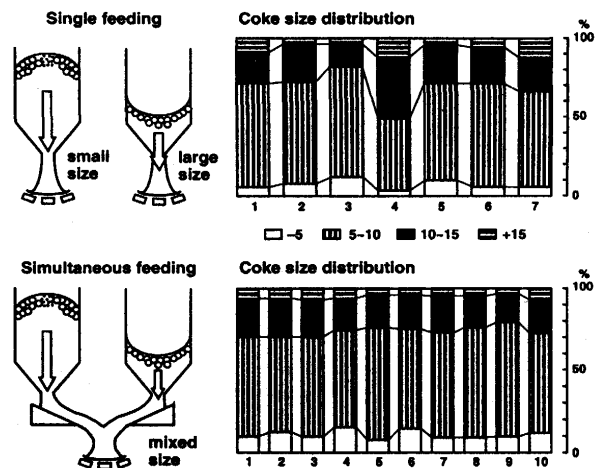 Single feeding
Coke size distribution
%
100
50
0
small
size
large
size
1 2 3 4 5 6 7
−5 5~10 10~15 +15
Simultaneous feeding
Coke size distribution
%
100
50
0
mixed
size
1 2 3 4 5 6 7 8 9 10